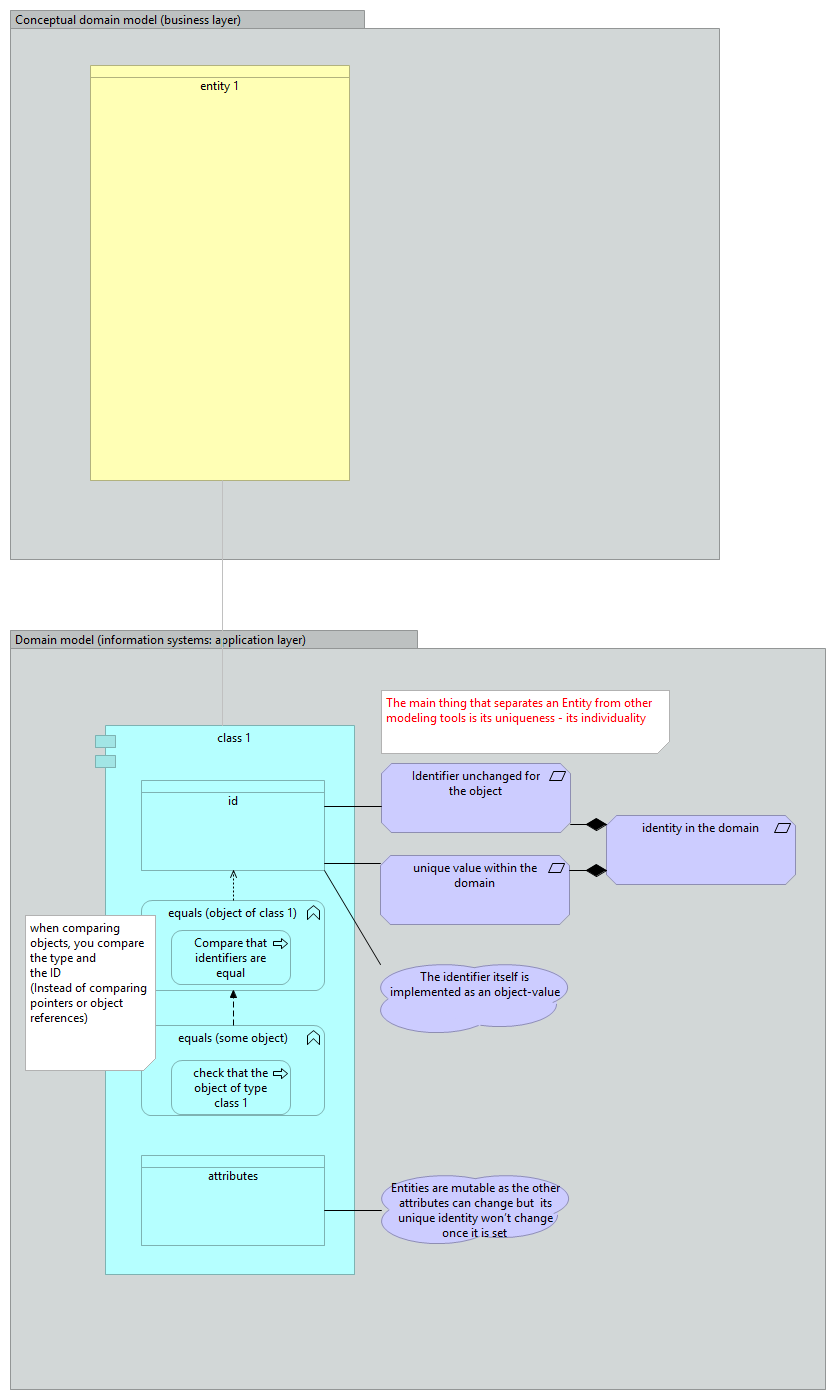 Conceptual domain model (business layer)
entity 1
Domain model (information systems: application layer)
The main thing that separates an Entity from other
modeling tools is its uniqueness - its individuality
class 1
id
Identifier unchanged for
the object
identity in the domain
unique value within the
domain
equals (object of class 1)
Compare that
identifiers are
equal
when comparing
objects, you compare
the type and
the ID
(Instead of comparing
pointers or object
references)
The identifier itself is
implemented as an object-value
equals (some object)
check that the
object of type
class 1
attributes
Entities are mutable as the other
attributes can change but its
unique identity won't change
once it is set